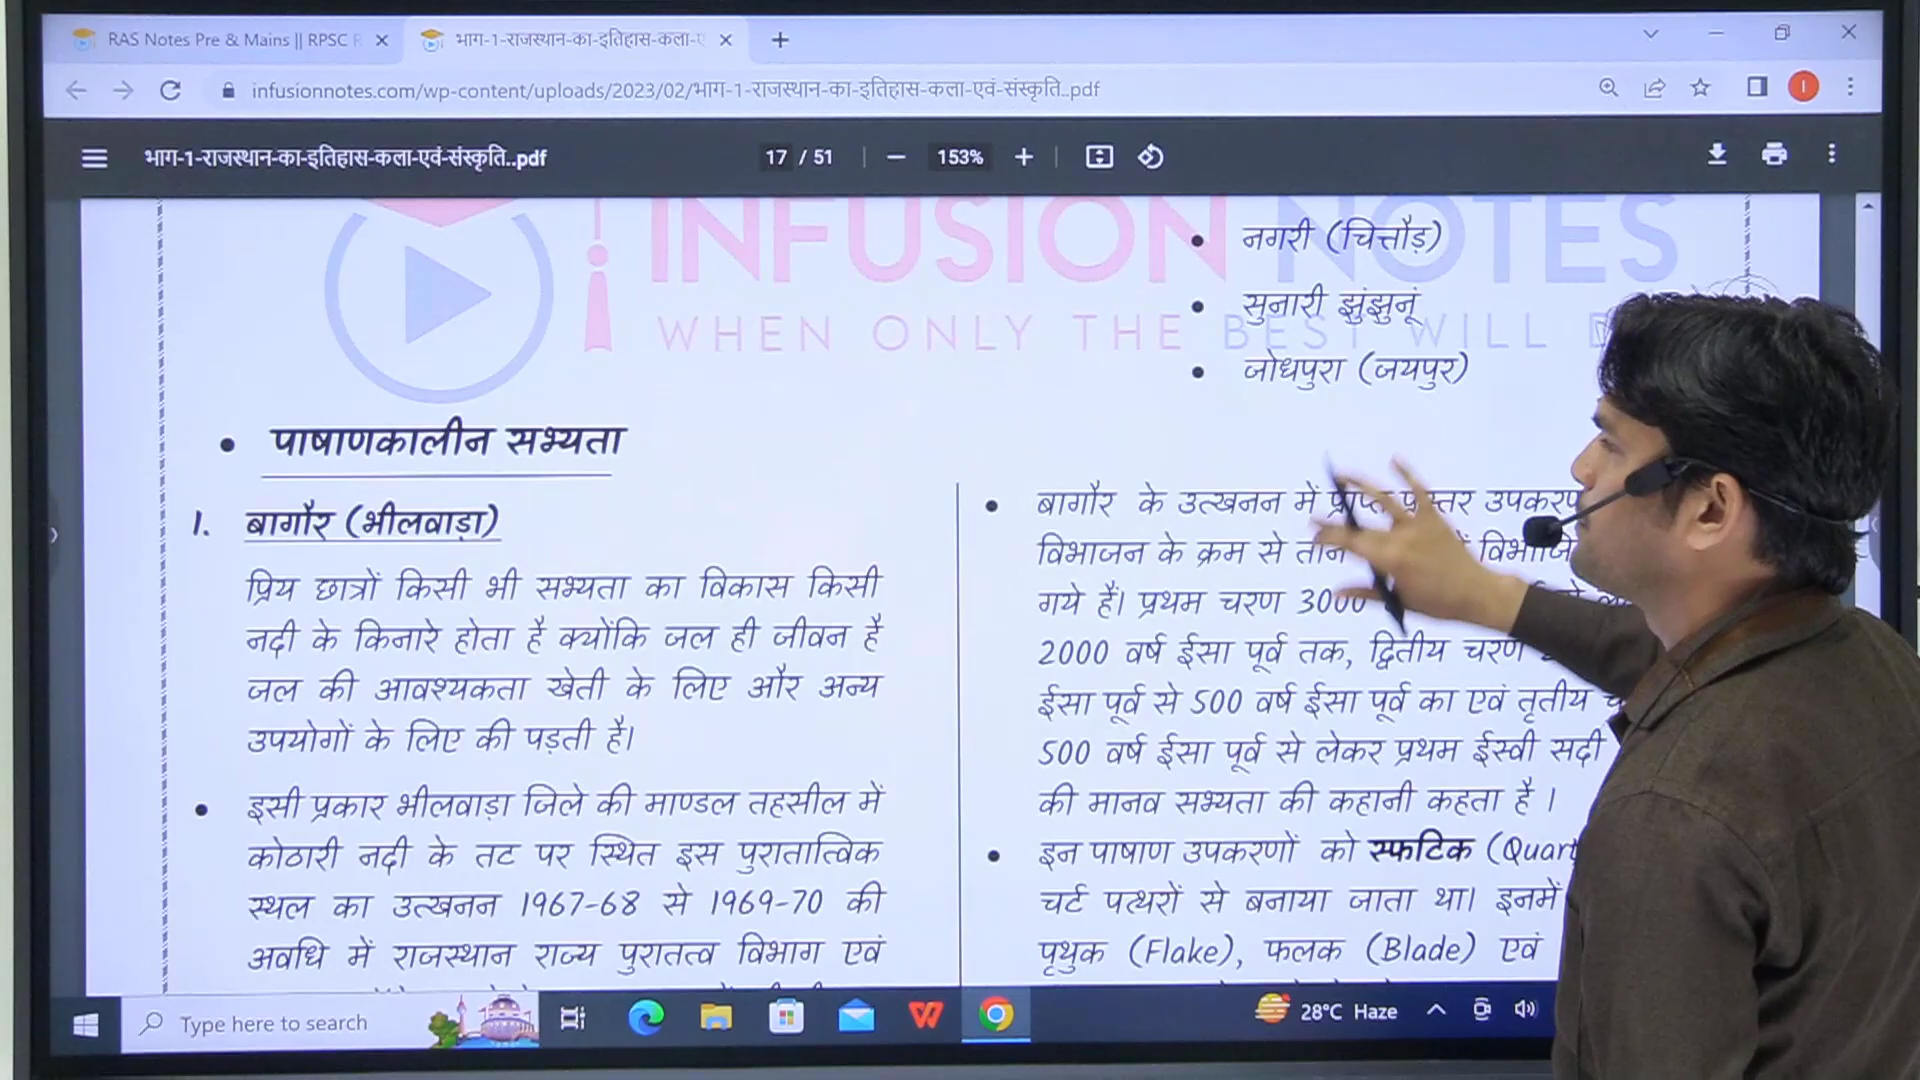 RAS Notes Pre & Mains || RPSC
भाग-1-राजस्थान-का-इतिहास-कला-ए
infusionnotes.com/wp-content/uploads/2023/02/भाग-1-राजस्थान-का-इतिहास-कला-एवं-संस्कृति..pdf
भाग-1-राजस्थान-का-इतिहास-कला-एवं-संस्कृति..pdf
17 / 51
153%
INFUSION NOTES
WHEN ONLY THE BEST WILL D
• नगरी (चित्तौड़)
• सुनारी झुंझुनूं
• जोधपुरा (जयपुर)
• पाषाणकालीन सभ्यता
1. बागौर (भीलवाड़ा)
प्रिय छात्रों किसी भी सभ्यता का विकास किसी
नदी के किनारे होता है क्योंकि जल ही जीवन है
जल की आवश्यकता खेती के लिए और अन्य
उपयोगों के लिए की पड़ती है।
• इसी प्रकार भीलवाड़ा जिले की माण्डल तहसील में
कोठारी नदी के तट पर स्थित इस पुरातात्विक
स्थल का उत्खनन 1967-68 से 1969-70 की
अवधि में राजस्थान राज्य पुरातत्व विभाग एवं
• बागौर के उत्खनन में प्राप्त प्रस्तर उपकरण
विभाजन के क्रम से तीन
गये हैं। प्रथम चरण 3000
2000 वर्ष ईसा पूर्व तक, द्वितीय चरण
ईसा पूर्व से 500 वर्ष ईसा पूर्व का एवं तृतीय
500 वर्ष ईसा पूर्व से लेकर प्रथम ईस्वी सदी
की मानव सभ्यता की कहानी कहता है ।
• इन पाषाण उपकरणों को स्फटिक (Quar
चर्ट पत्थरों से बनाया जाता था। इनमें
पृथुक (Flake), फलक (Blade) एवं
Type here to search
28°C Haze